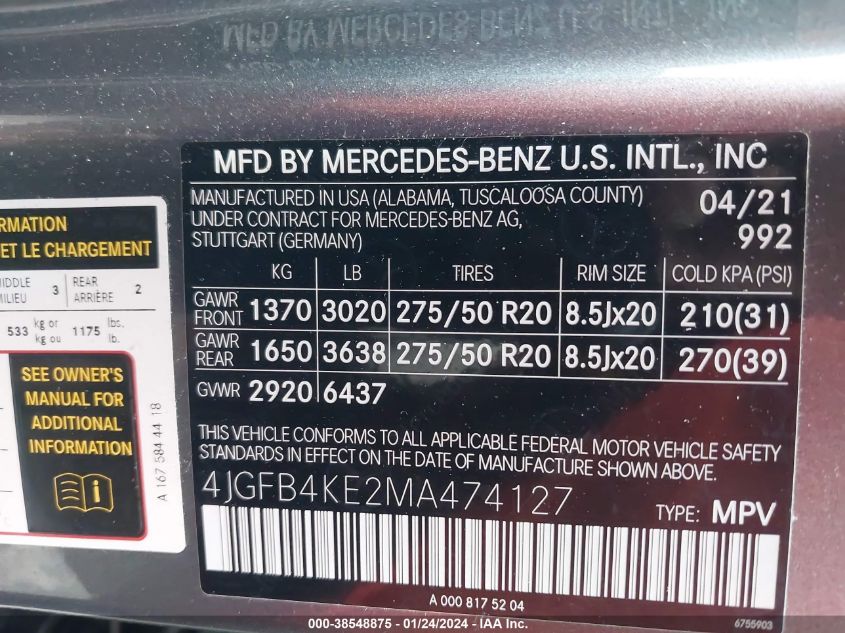 MFD BY MERCEDES-BENZ U.S. INTL., INC
MFD BY MERCEDES-BENZ U.S. INTL., INC
MANUFACTURED IN USA (ALABAMA, TUSCALOOSA COUNTY)
UNDER CONTRACT FOR MERCEDES-BENZ AG,
STUTTGART (GERMANY)
04/21
992
KG LB TIRES RIM SIZE COLD KPA (PSI)
GAWR FRONT 1370 3020 275/50 R20 8.5Jx20 210(31)
GAWR REAR 1650 3638 275/50 R20 8.5Jx20 270(39)
GVWR 2920 6437
THIS VEHICLE CONFORMS TO ALL APPLICABLE FEDERAL MOTOR VEHICLE SAFETY
STANDARDS IN EFFECT ON THE DATE OF MANUFACTURE SHOWN ABOVE.
4JGFB4KE2MA474127
TYPE: MPV
A 000 817 52 04
6755903
RMATION
ET LE CHARGEMENT
MIDDLE
MILIEU 3
REAR
ARRIÈRE 2
533 kg or
kg ou 1175 lbs.
lb.
SEE OWNER'S
MANUAL FOR
ADDITIONAL
INFORMATION
A 167 584 44 18
000-38548875 - 01/24/2024 - IAA Inc.